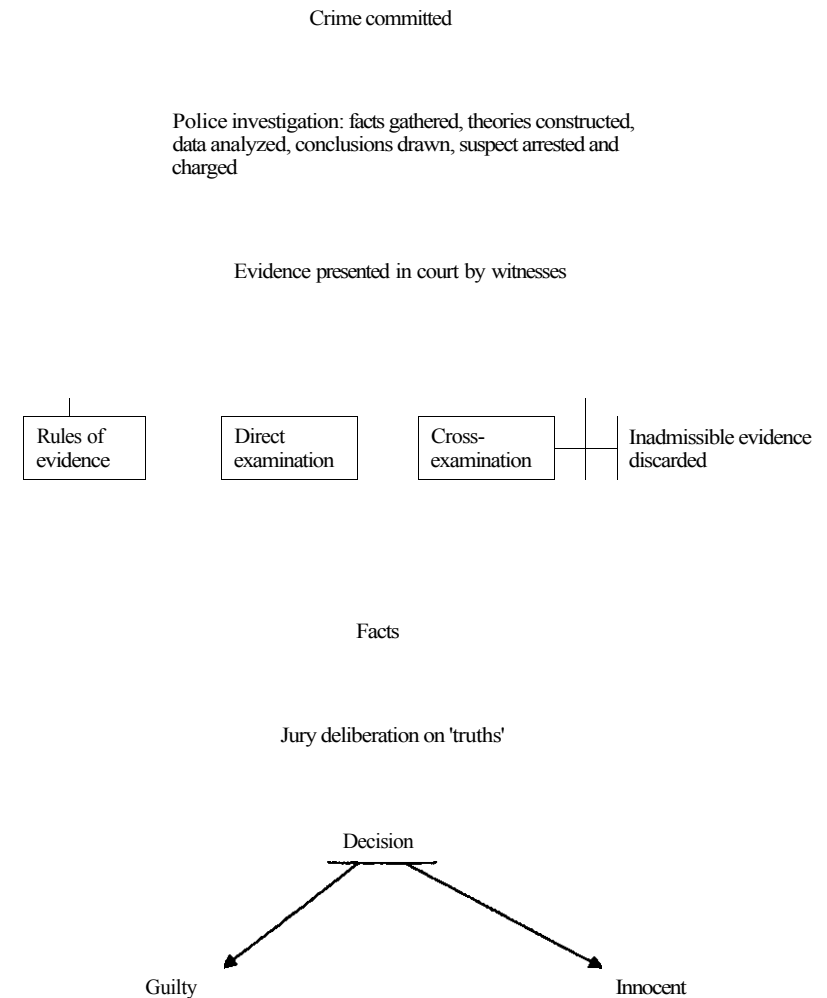 Crime committed
Police investigation: facts gathered, theories constructed,
data analyzed, conclusions drawn, suspect arrested and
charged
Evidence presented in court by witnesses
Rules of
evidence
Direct
examination
Cross-
examination
Inadmissible evidence
discarded
Facts
Jury deliberation on 'truths'
Decision
Guilty
Innocent